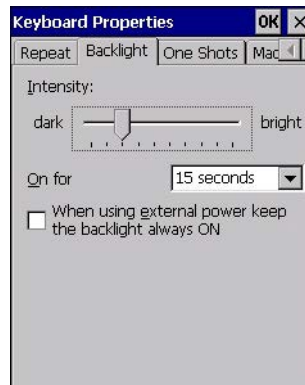 Keyboard Properties OK ×
Repeat Backlight One Shots Mac
Intensity:
dark bright
On for 15 seconds
When using external power keep
the backlight always ON